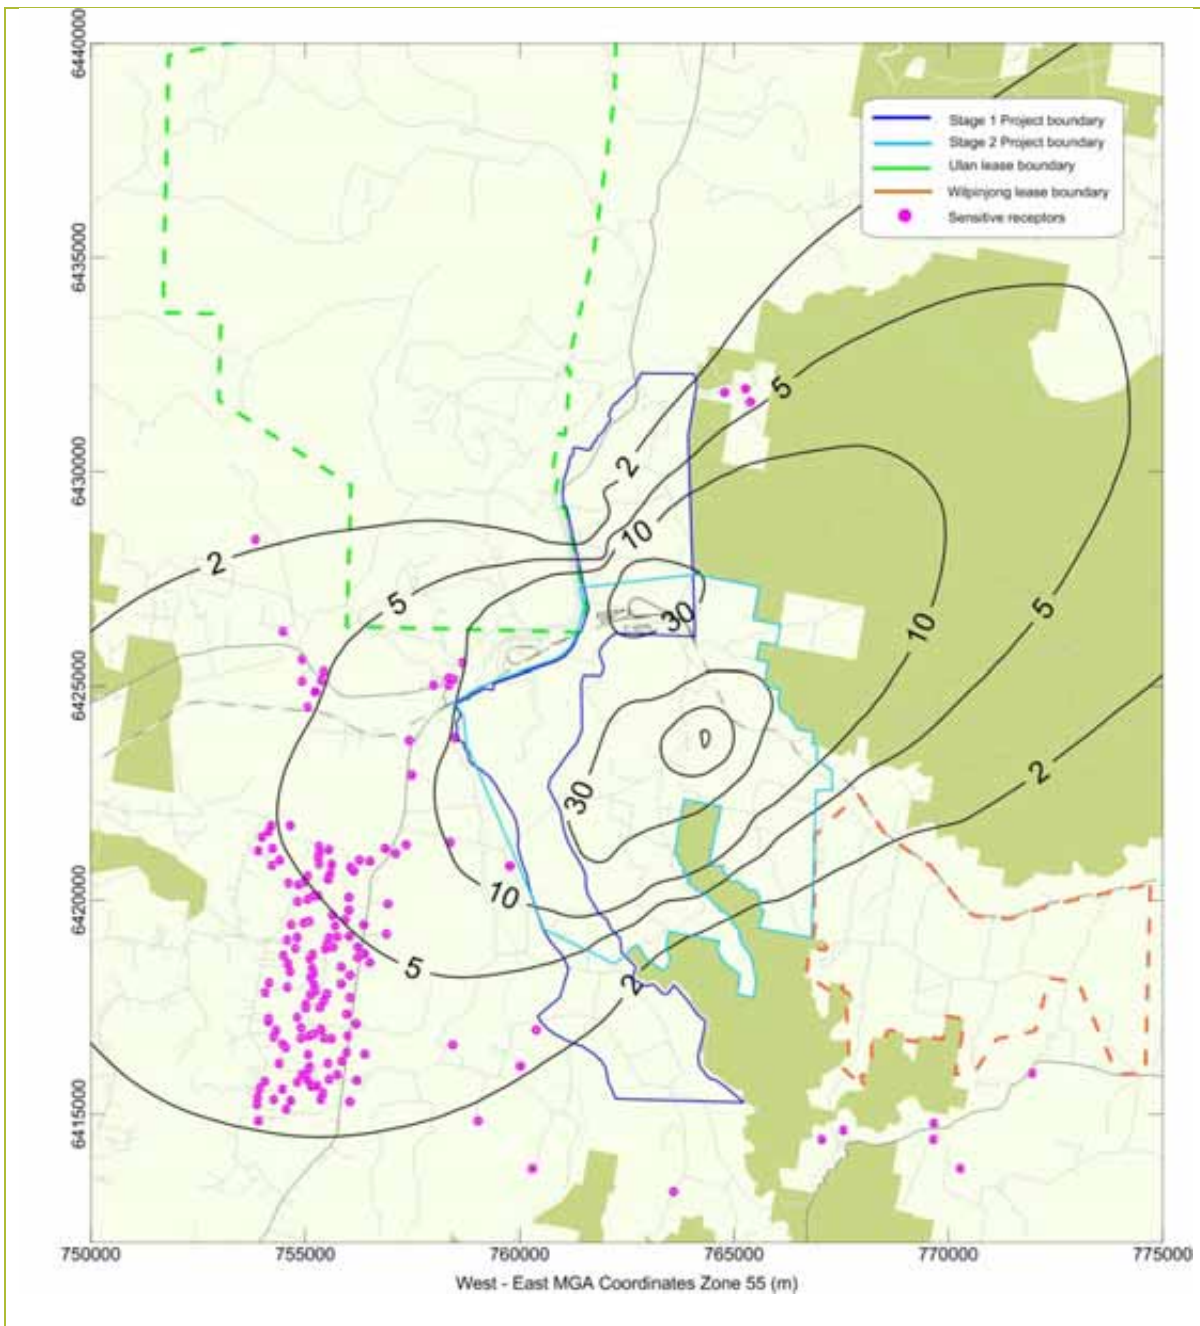 6440000
6435000
6430000
6425000
6420000
6415000
Stage 1 Project boundary
Stage 2 Project boundary
Ulan lease boundary
Wilpinjong lease boundary
Sensitive receptors
5
2
10
2
5
30
10
5
2
30
10
5
2
750000 755000 760000 765000 770000 775000
West - East MGA Coordinates Zone 55 (m)